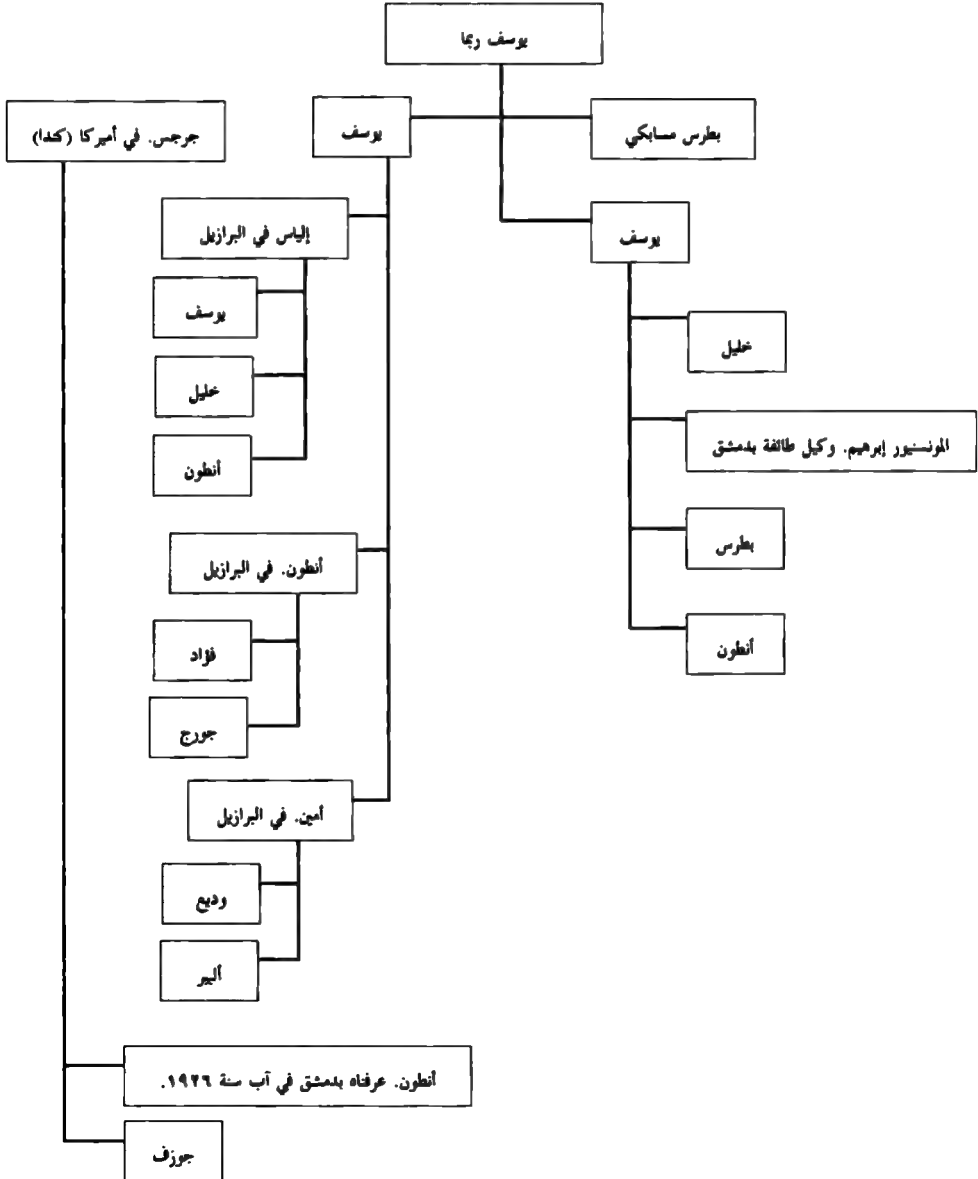 يوسف ربما
بطرس مسابكي
يوسف
جرجس. في أميركا (كندا)
يوسف
خليل
المونسنيور إبرهيم. وكيل طائفة بدمشق
بطرس
أنطون
إلياس في البرازيل
يوسف
خليل
أنطون
أنطون. في البرازيل
فؤاد
جورج
أمين. في البرازيل
وديع
ألبير
أنطون. عرفناه بدمشق في آب سنة ١٩٢٦.
جوزف